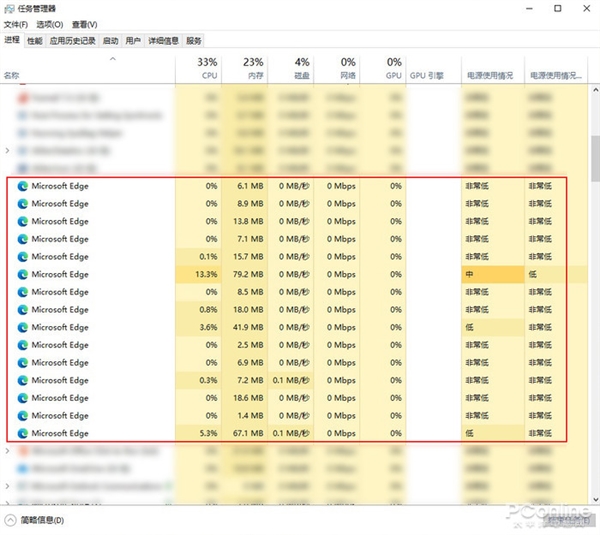 任务管理器
文件(F) 选项(O) 查看(V)
进程 性能 应用历史记录 启动 用户 详细信息 服务
33% 23% 4% 0% 0%
名称 CPU 内存 磁盘 网络 GPU GPU 引擎 电源使用情况 电源使用情况...
Microsoft Edge 0% 6.1 MB 0 MB/秒 0 Mbps 0% 非常低 非常低
Microsoft Edge 0% 8.9 MB 0 MB/秒 0 Mbps 0% 非常低 非常低
Microsoft Edge 0% 13.8 MB 0 MB/秒 0 Mbps 0% 非常低 非常低
Microsoft Edge 0% 7.1 MB 0 MB/秒 0 Mbps 0% 非常低 非常低
Microsoft Edge 0.1% 15.7 MB 0 MB/秒 0 Mbps 0% 非常低 非常低
Microsoft Edge 13.3% 79.2 MB 0 MB/秒 0 Mbps 0% 中 低
Microsoft Edge 0% 8.5 MB 0 MB/秒 0 Mbps 0% 非常低 非常低
Microsoft Edge 0.8% 18.0 MB 0 MB/秒 0 Mbps 0% 非常低 非常低
Microsoft Edge 3.6% 41.9 MB 0 MB/秒 0 Mbps 0% 低 非常低
Microsoft Edge 0% 2.5 MB 0 MB/秒 0 Mbps 0% 非常低 非常低
Microsoft Edge 0% 6.9 MB 0 MB/秒 0 Mbps 0% 非常低 非常低
Microsoft Edge 0.3% 7.2 MB 0.1 MB/秒 0 Mbps 0% 非常低 非常低
Microsoft Edge 0% 18.6 MB 0 MB/秒 0 Mbps 0% 非常低 非常低
Microsoft Edge 0% 1.4 MB 0 MB/秒 0 Mbps 0% 非常低 非常低
Microsoft Edge 5.3% 67.1 MB 0.1 MB/秒 0 Mbps 0% 低 非常低
PConline
简略信息(D)